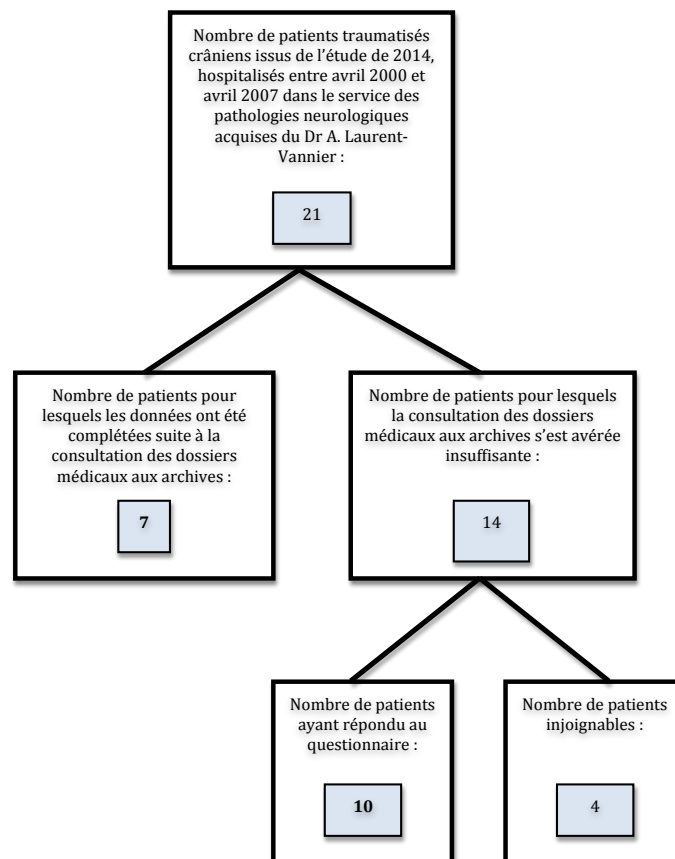 Nombre de patients traumatisés
crâniens issus de l’étude de 2014,
hospitalisés entre avril 2000 et
avril 2007 dans le service des
pathologies neurologiques
acquises du Dr A. Laurent-
Vannier :
21
Nombre de patients pour
lesquels les données ont été
complétées suite à la
consultation des dossiers
médicaux aux archives :
7
Nombre de patients pour lesquels
la consultation des dossiers
médicaux aux archives s’est avérée
insuffisante :
14
Nombre de patients
ayant répondu au
questionnaire :
10
Nombre de patients
injoignables :
4